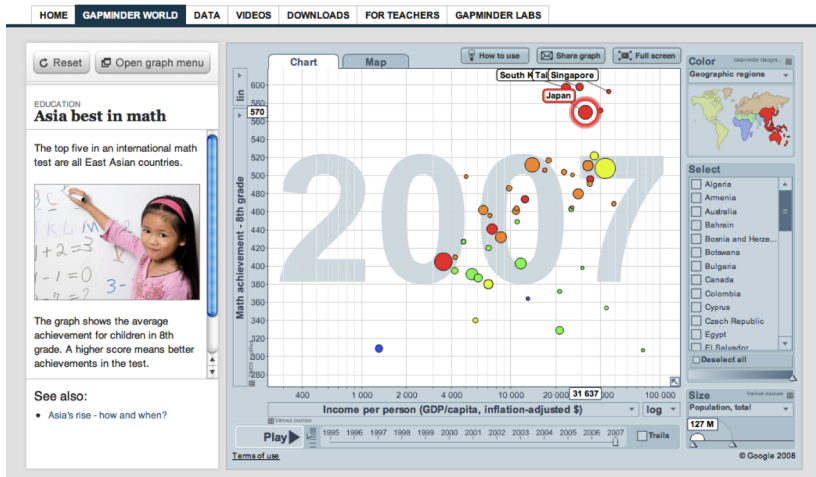 HOME GAPMINDER WORLD DATA VIDEOS DOWNLOADS FOR TEACHERS GAPMINDER LABS
Reset Open graph menu
EDUCATION
Asia best in math
The top five in an international math
test are all East Asian countries.
The graph shows the average
achievement for children in 8th
grade. A higher score means better
achievements in the test.
See also:
Asia's rise - how and when?
Chart Map
How to use Share graph Full screen
lin
Math achievement - 8th grade
600
580
570
560
540
520
500
480
460
440
420
400
380
360
340
320
300
280
2007
South K Tai Singapore
Japan
400 1 000 2 000 4 000 10 000 20 000 31 637 000 100 000
Income per person (GDP/capita, inflation-adjusted $) log
Various sources
Play 1995 1996 1997 1998 1999 2000 2001 2002 2003 2004 2005 2006 2007 Trails
Terms of use
Color Gapminder Geogra...
Geographic regions
Select
Algeria
Armenia
Australia
Bahrain
Bosnia and Herze...
Botswana
Bulgaria
Canada
Colombia
Cyprus
Czech Republic
Egypt
El Salvador
Deselect all
Size Various sources
Population, total
127 M
© Google 2008